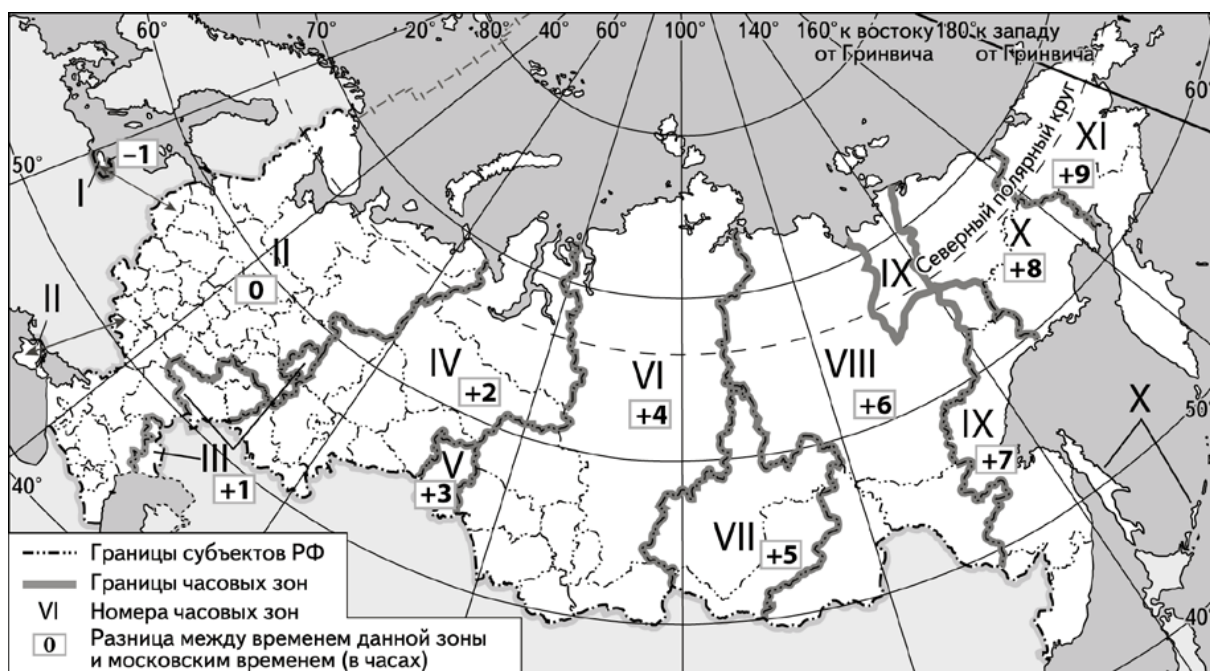 60° 70° 80° 60° 40° 20° 60° 100° 140° 160° к востоку 180° к западу
от Гринвича от Гринвича
60°
50°
–1
I
Северный полярный круг
XI
+9
II
0
X
+8
IX
II
IV
+2
VI
+4
VIII
+6
X
50°
IX
+7
III
+1
V
+3
40°
VII
+5
40°
Границы субъектов РФ
Границы часовых зон
VI Номера часовых зон
0 Разница между временем данной зоны
и московским временем (в часах)